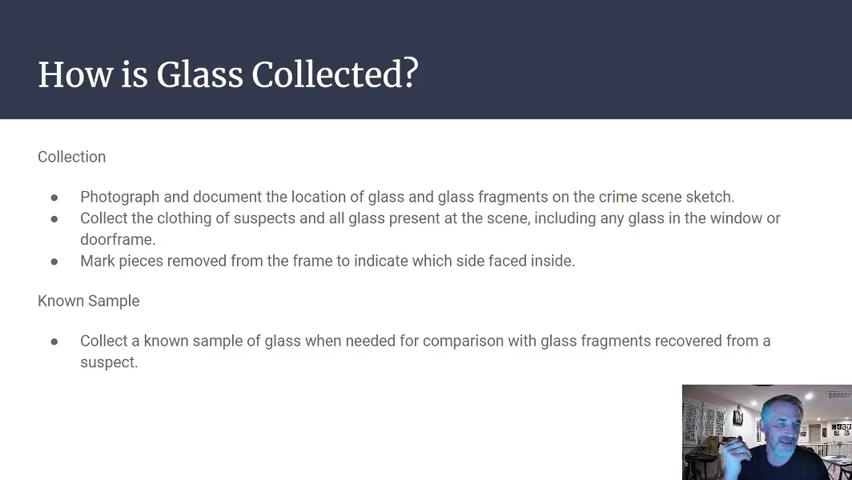 How is Glass Collected?
Collection
● Photograph and document the location of glass and glass fragments on the crime scene sketch.
● Collect the clothing of suspects and all glass present at the scene, including any glass in the window or
doorframe.
● Mark pieces removed from the frame to indicate which side faced inside.
Known Sample
● Collect a known sample of glass when needed for comparison with glass fragments recovered from a
suspect.